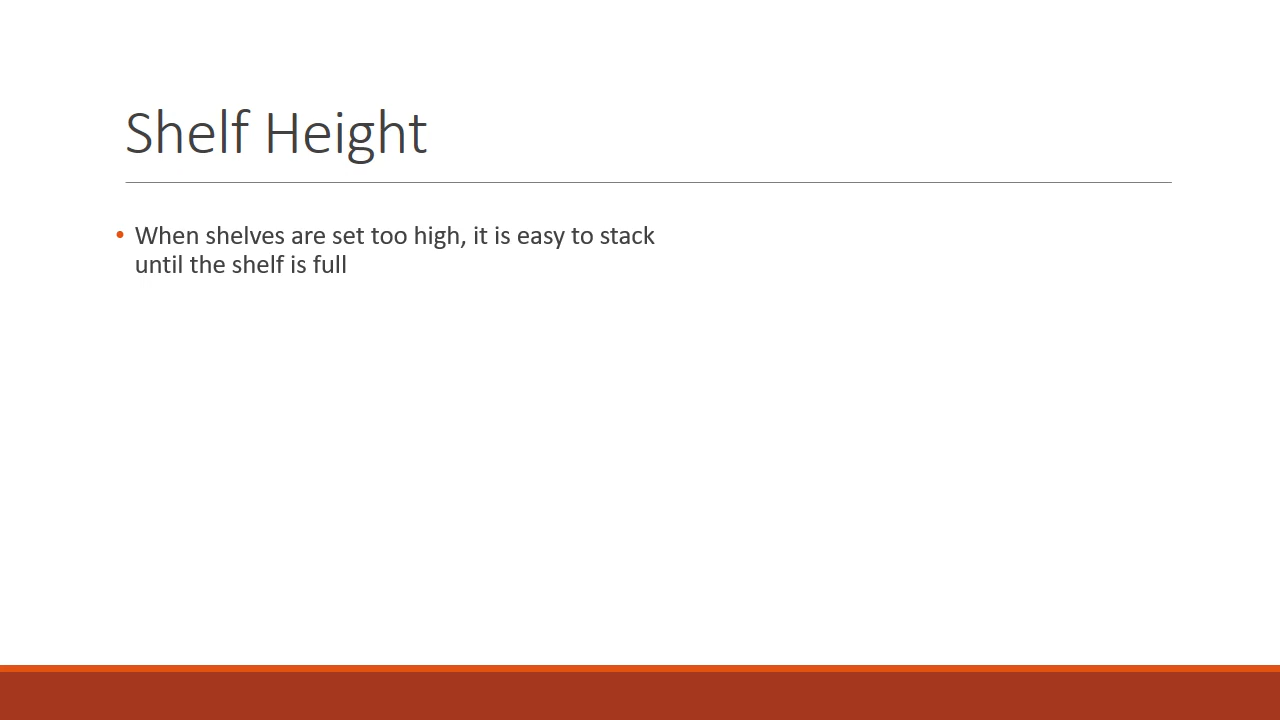 Shelf Height
• When shelves are set too high, it is easy to stack
until the shelf is full